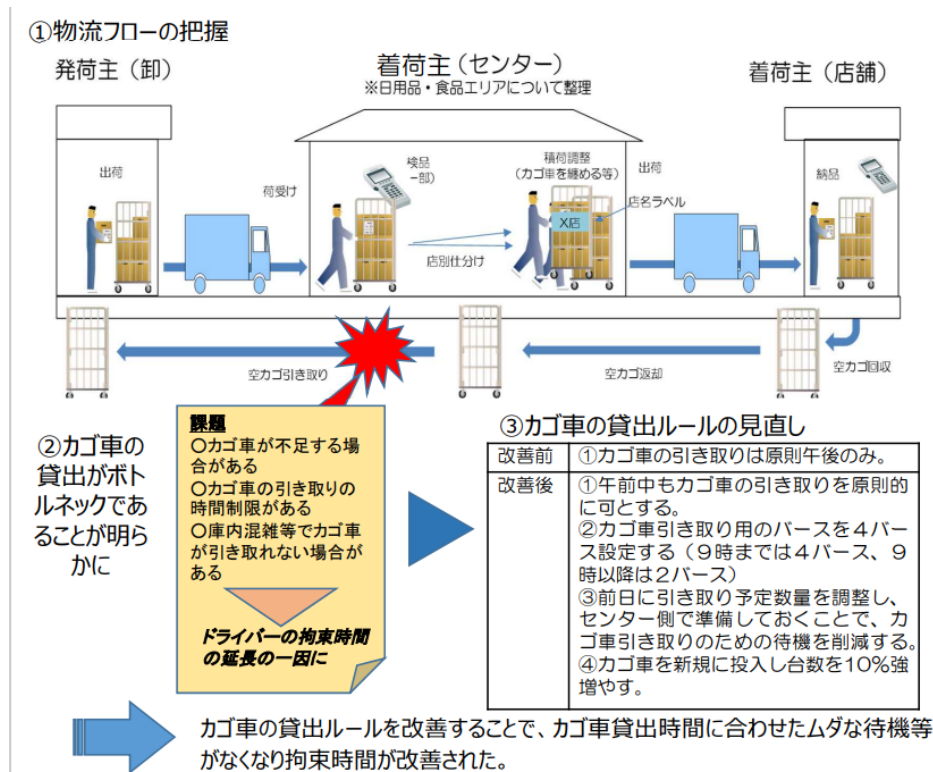 ①物流フローの把握
発荷主（卸）
着荷主（センター）
※日用品・食品エリアについて整理
着荷主（店舗）
出荷
荷受け
検品
一部）
店別仕分け
積荷調整
（カゴ車を纏める等）
X店
店名ラベル
出荷
納品
空カゴ引き取り
空カゴ返却
空カゴ回収
②カゴ車の
貸出がボト
ルネックであ
ることが明ら
かに
課題
〇カゴ車が不足する場
合がある
〇カゴ車の引き取りの
時間制限がある
〇庫内混雑等でカゴ車
が引き取れない場合が
ある
ドライバーの拘束時間
の延長の一因に
③カゴ車の貸出ルールの見直し
改善前
①カゴ車の引き取りは原則午後のみ。
改善後
①午前中もカゴ車の引き取りを原則的
に可とする。
②カゴ車引き取り用のバースを４バー
ス設定する（９時までは４バース、９
時以降は２バース）
③前日に引き取り予定数量を調整し、
センター側で準備しておくことで、カ
ゴ車引き取りのための待機を削減する。
④カゴ車を新規に投入し台数を10％強
増やす。
カゴ車の貸出ルールを改善することで、カゴ車貸出時間に合わせたムダな待機等
がなくなり拘束時間が改善された。